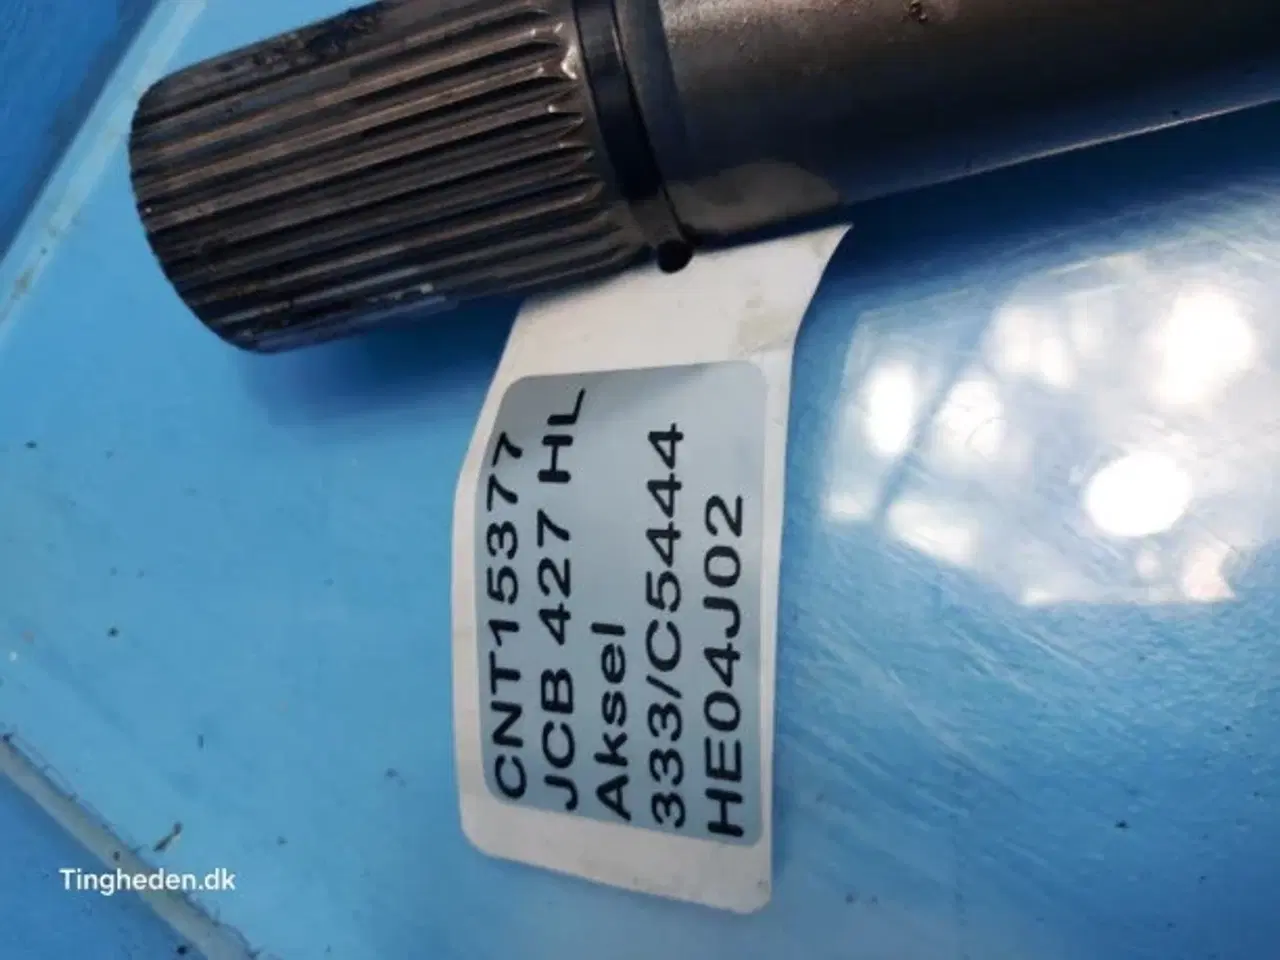 CNT15377
JCB 427 HL
Aksel
333/C5444
HE04J02
Tingheden.dk